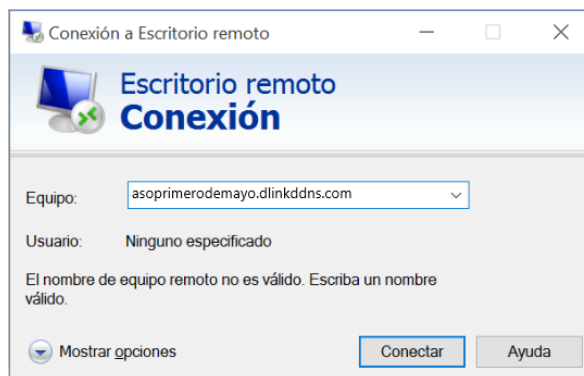 Conexión a Escritorio remoto
Escritorio remoto
Conexión
Equipo: asoprimerodemayo.dlinkddns.com
Usuario: Ninguno especificado
El nombre de equipo remoto no es válido. Escriba un nombre
válido.
Mostrar opciones Conectar Ayuda